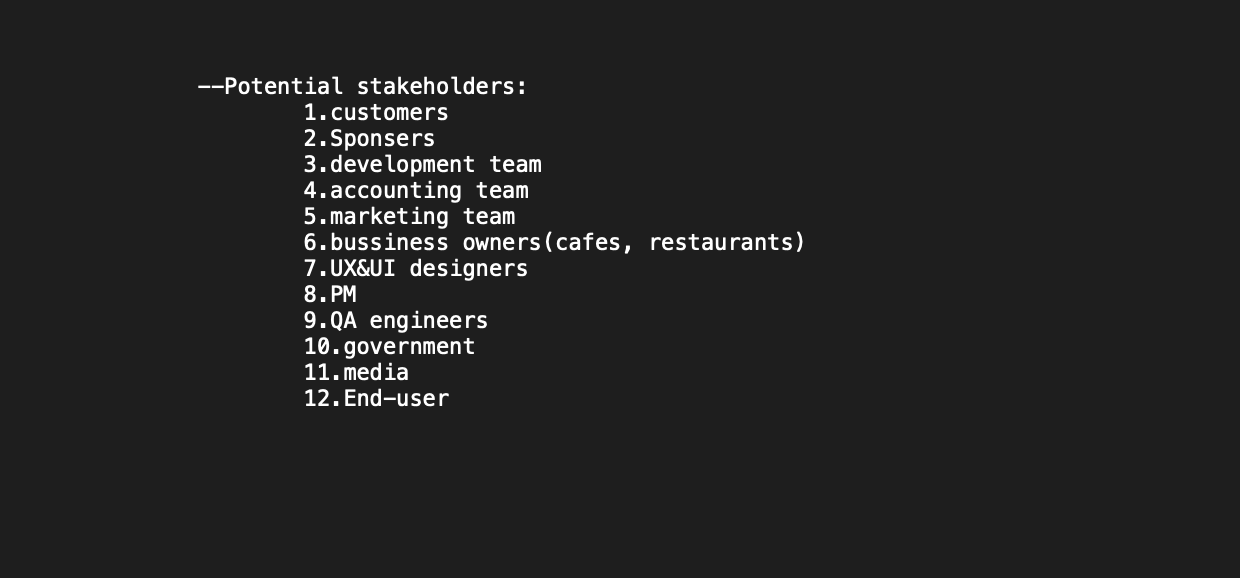 --Potential stakeholders:
1.customers
2.Sponsers
3.development team
4.accounting team
5.marketing team
6.bussiness owners(cafes, restaurants)
7.UX&UI designers
8.PM
9.QA engineers
10.government
11.media
12.End-user